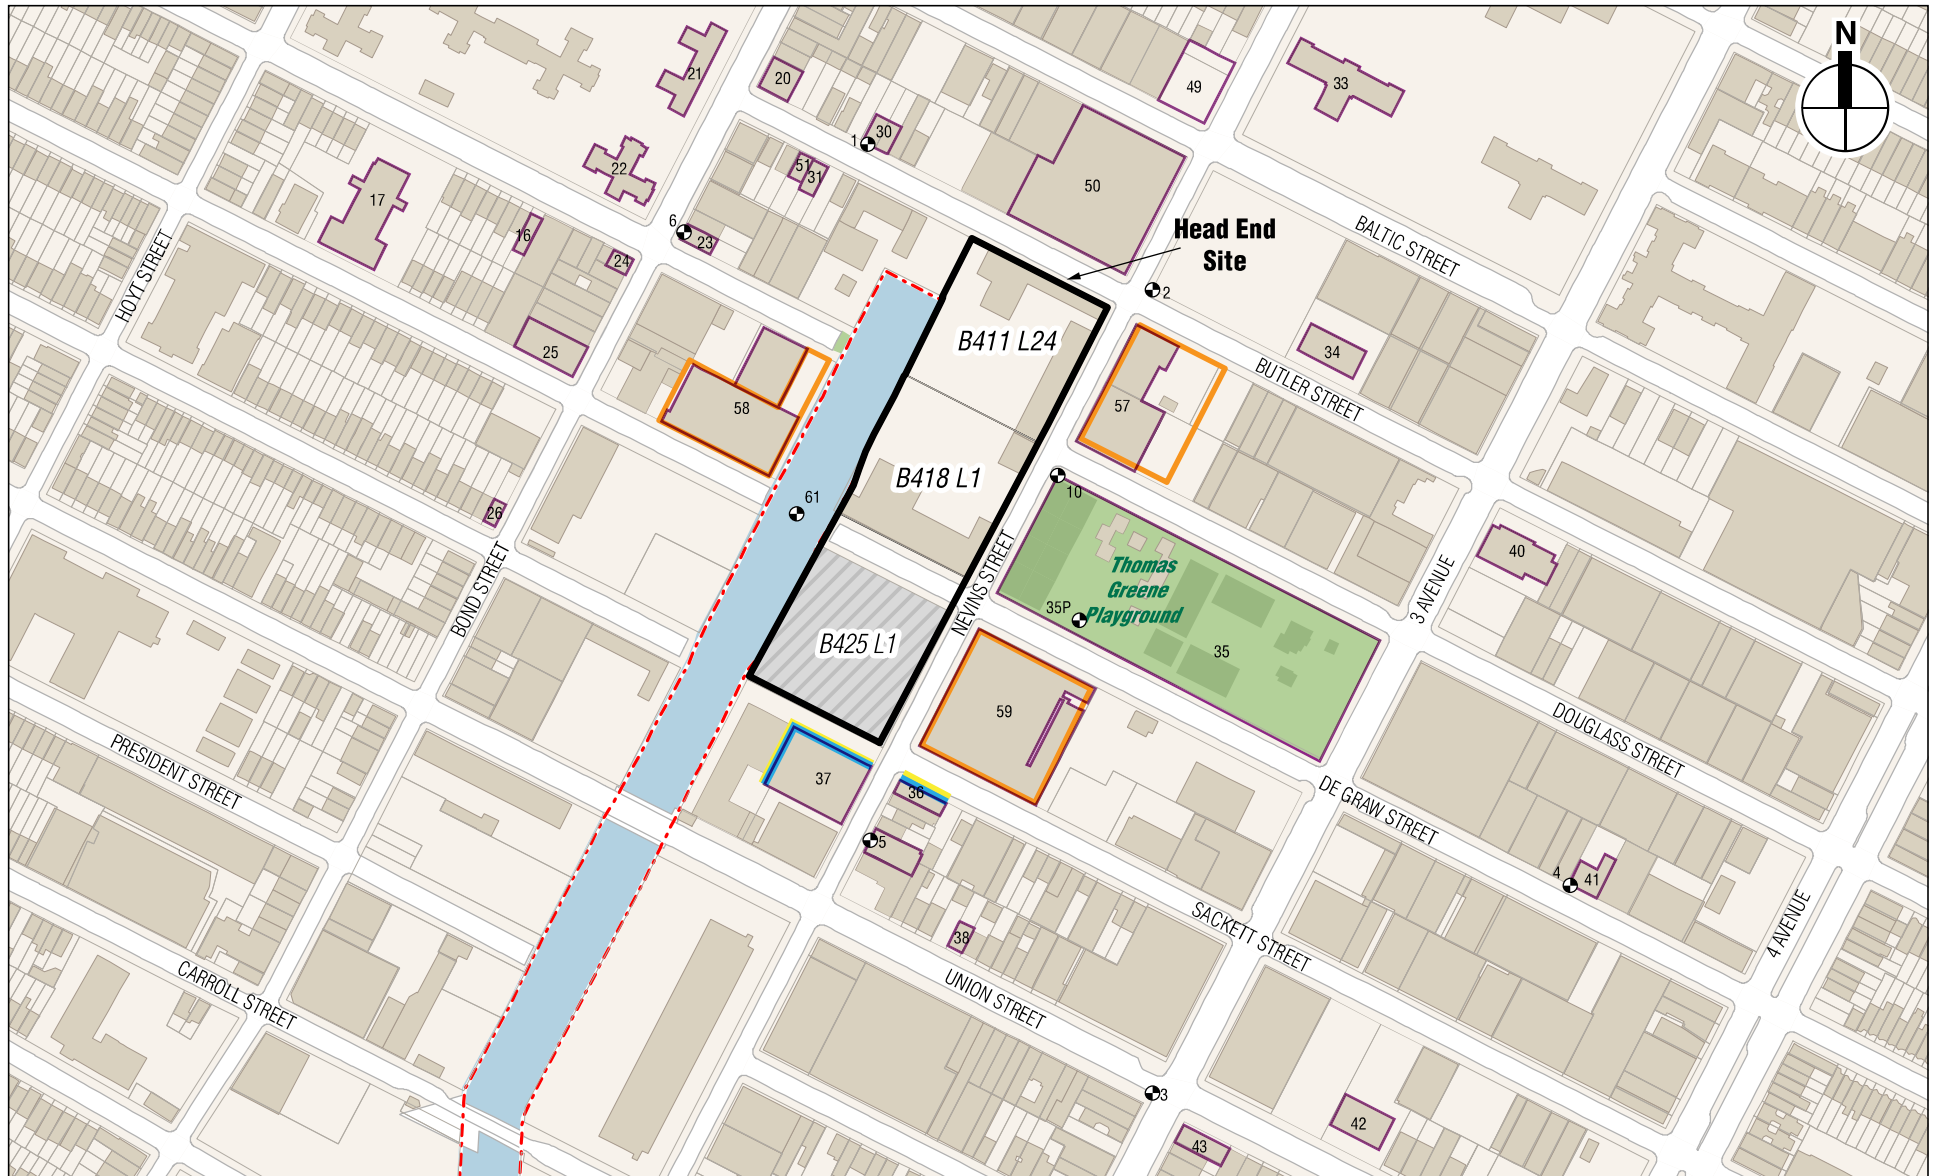 N
21
20
49
33
1
30
17
22
51
31
50
6
23
16
24
Head End
Site
BALTIC STREET
2
HOYT STREET
25
B411 L24
34
58
57
BUTLER STREET
B418 L1
61
10
26
BOND STREET
NEVINS STREET
Thomas
Greene
Playground
35P
35
40
3 AVENUE
B425 L1
59
DOUGLASS STREET
PRESIDENT STREET
37
36
DE GRAW STREET
5
4
41
38
SACKETT STREET
4 AVENUE
CARROLL STREET
UNION STREET
3
42
43